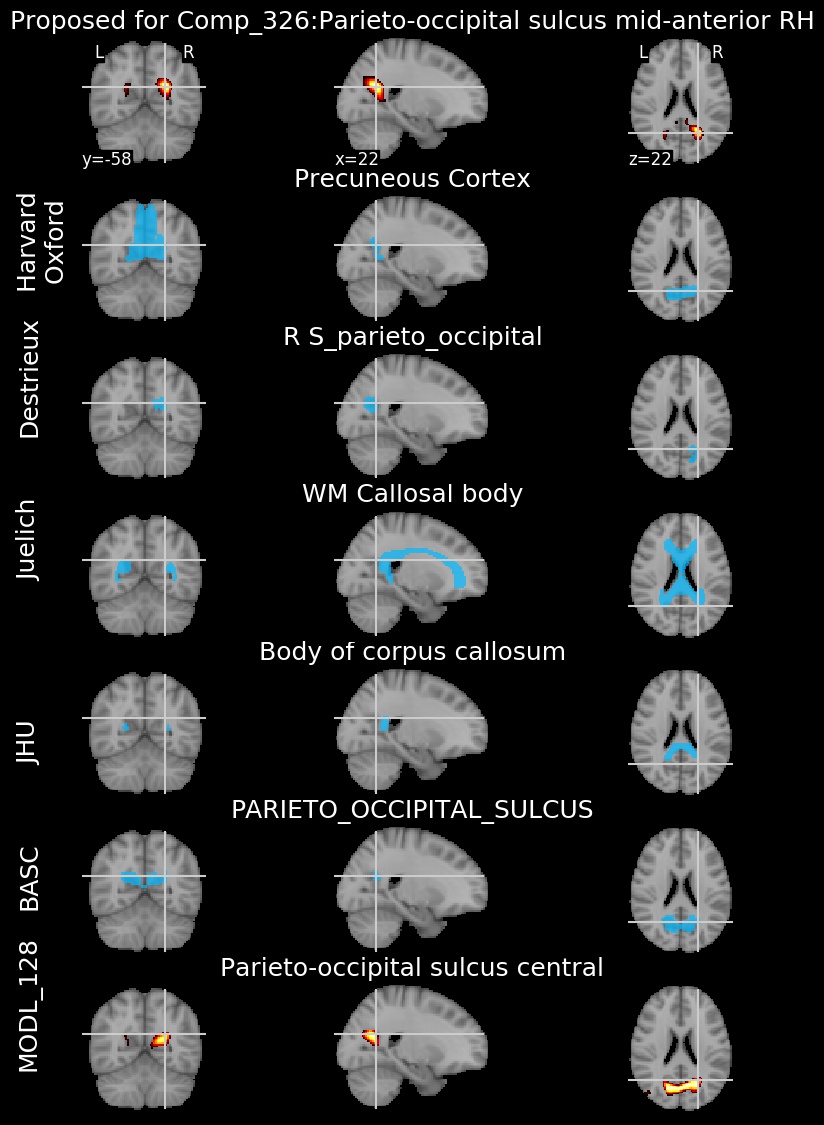 Proposed for Comp_326:Parieto-occipital sulcus mid-anterior RH
L R
L R
y=-58
x=22
z=22
Precuneous Cortex
Harvard
Oxford
R S_parieto_occipital
Destrieux
WM Callosal body
Juelich
Body of corpus callosum
JHU
PARIETO_OCCIPITAL_SULCUS
BASC
Parieto-occipital sulcus central
MODL_128